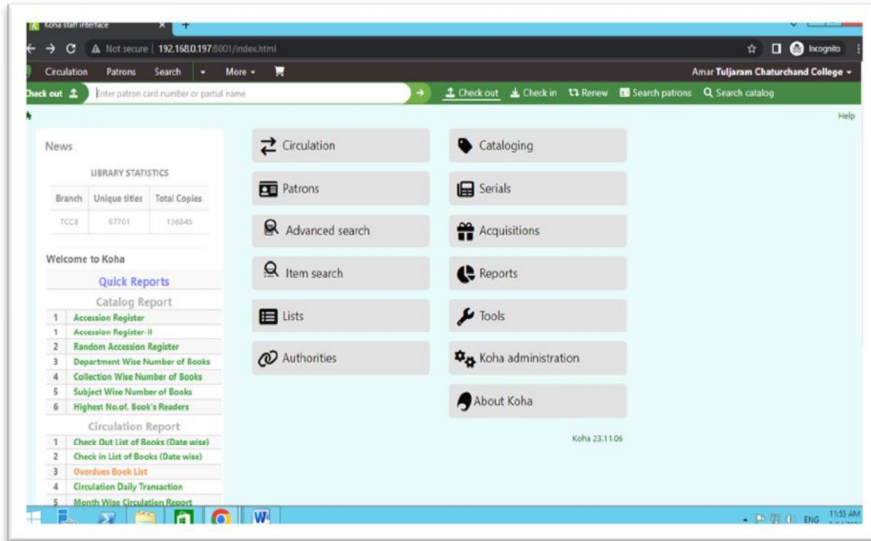 Koha staff interface
Not secure | 192.168.0.197:8001/index.html
Incognito
Circulation Patrons Search More
Amar Tuljaram Chaturchand College
Check out
Enter patron card number or partial name
Check out Check in Renew Search patrons Search catalog
Help
News
LIBRARY STATISTICS
Branch Unique titles Total Copies
67701
Welcome to Koha
Quick Reports
Catalog Report
1 Accession Register
1 Accession Register-II
2 Random Accession Register
3 Department Wise Number of Books
4 Collection Wise Number of Books
5 Subject Wise Number of Books
6 Highest No.of. Book's Readers
Circulation Report
1 Check Out List of Books (Date wise)
2 Check in List of Books (Date wise)
3 Overdues Book List
4 Circulation Daily Transaction
5 Month Wise Circulation Report
Circulation
Patrons
Advanced search
Item search
Lists
Authorities
Cataloging
Serials
Acquisitions
Reports
Tools
Koha administration
About Koha
Koha 23.11.06
ENG
11:55 AM